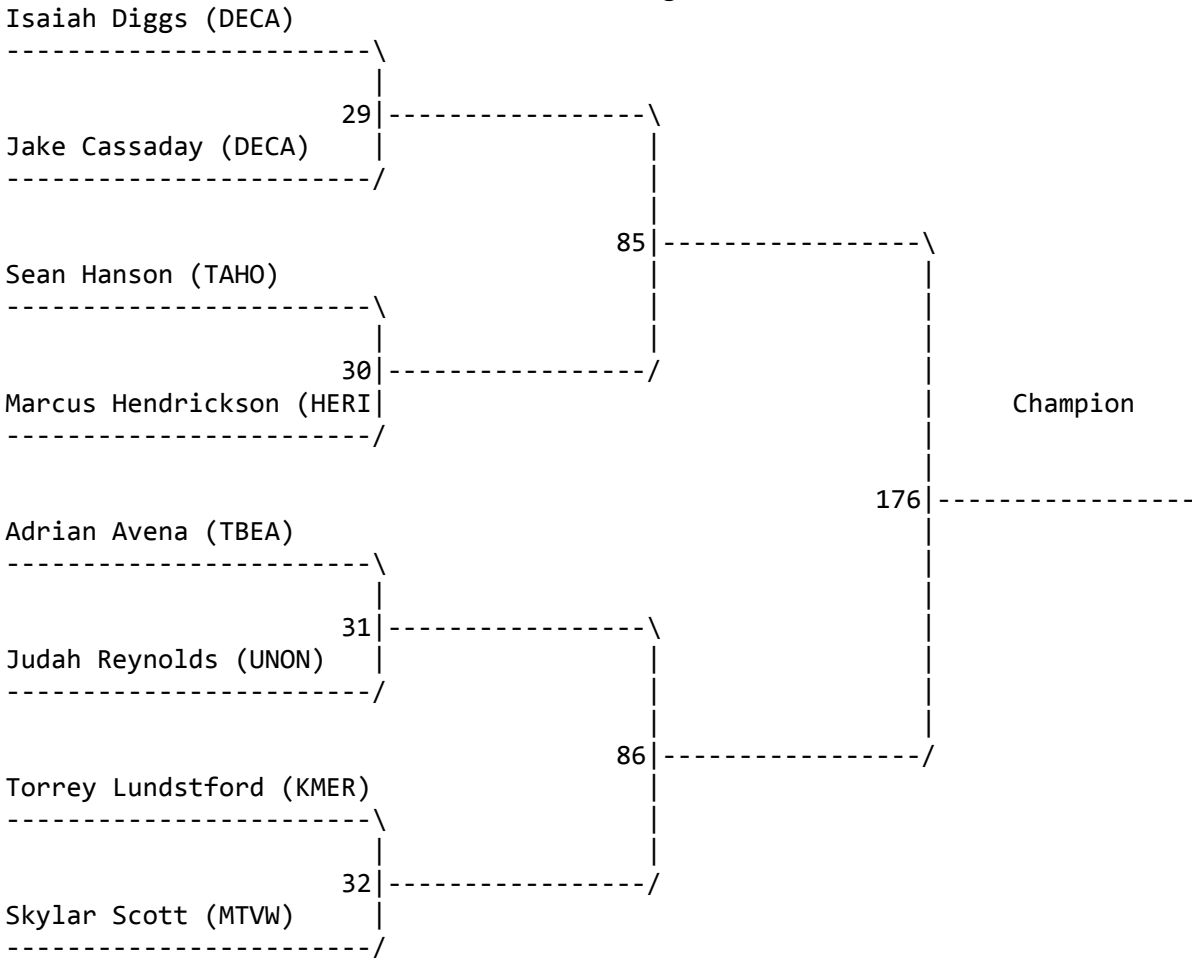 Isaiah Diggs (DECA)
------------------------\
|
29|-----------------\
Jake Cassaday (DECA) | |
------------------------/ |
|
85|-----------------\
Sean Hanson (TAHO) | |
------------------------\ | |
| | |
30|-----------------/ |
Marcus Hendrickson (HERI| | Champion
------------------------/ |
|
176|-----------------
Adrian Avena (TBEA) |
------------------------\ |
| |
31|-----------------\ |
Judah Reynolds (UNON) | | |
------------------------/ | |
| |
86|-----------------/
Torrey Lundstford (KMER) |
------------------------\ |
| |
32|-----------------/
Skylar Scott (MTVW) |
------------------------/